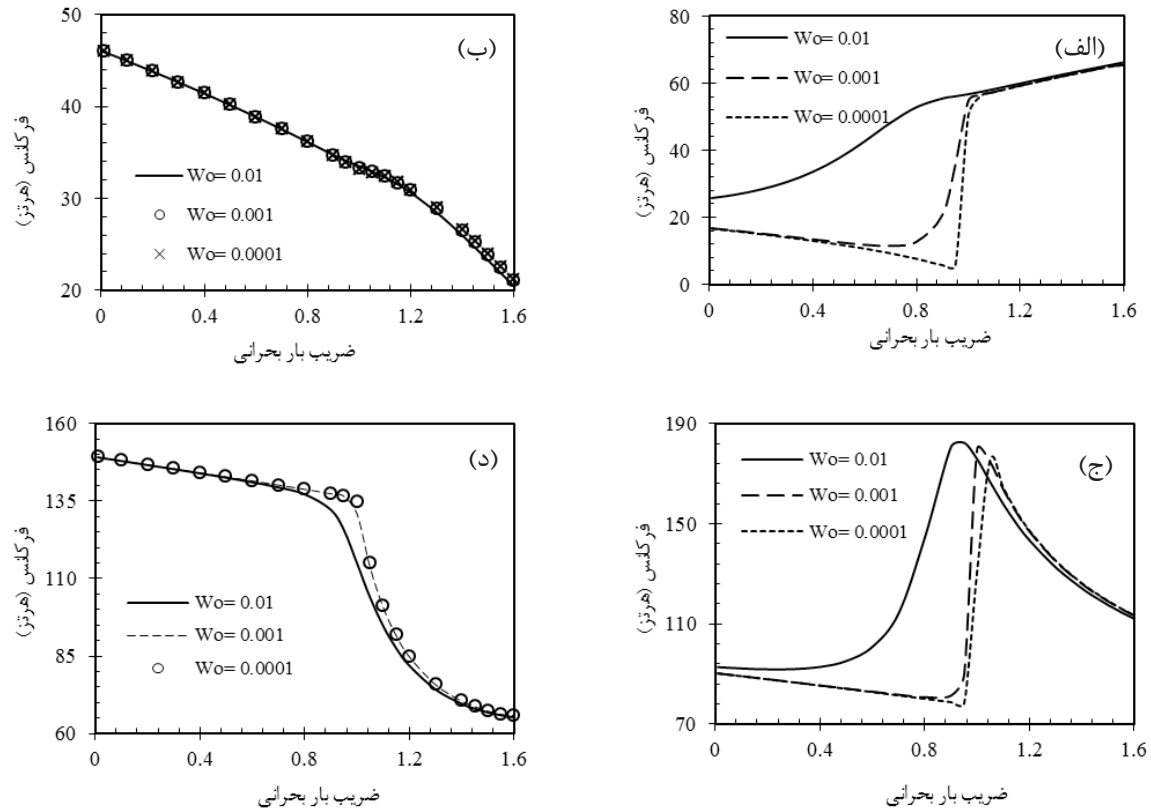 (الف)
Wo= 0.01
Wo= 0.001
Wo= 0.0001
80
60
40
20
0
0 0.4 0.8 1.2 1.6
فرکانس (هرتز)
ضریب بار بحرانی
(ب)
Wo= 0.01
Wo= 0.001
Wo= 0.0001
50
40
30
20
0 0.4 0.8 1.2 1.6
فرکانس (هرتز)
ضریب بار بحرانی
(ج)
Wo= 0.01
Wo= 0.001
Wo= 0.0001
190
150
110
70
0 0.4 0.8 1.2 1.6
فرکانس (هرتز)
ضریب بار بحرانی
(د)
Wo= 0.01
Wo= 0.001
Wo= 0.0001
160
135
110
85
60
0 0.4 0.8 1.2 1.6
فرکانس (هرتز)
ضریب بار بحرانی